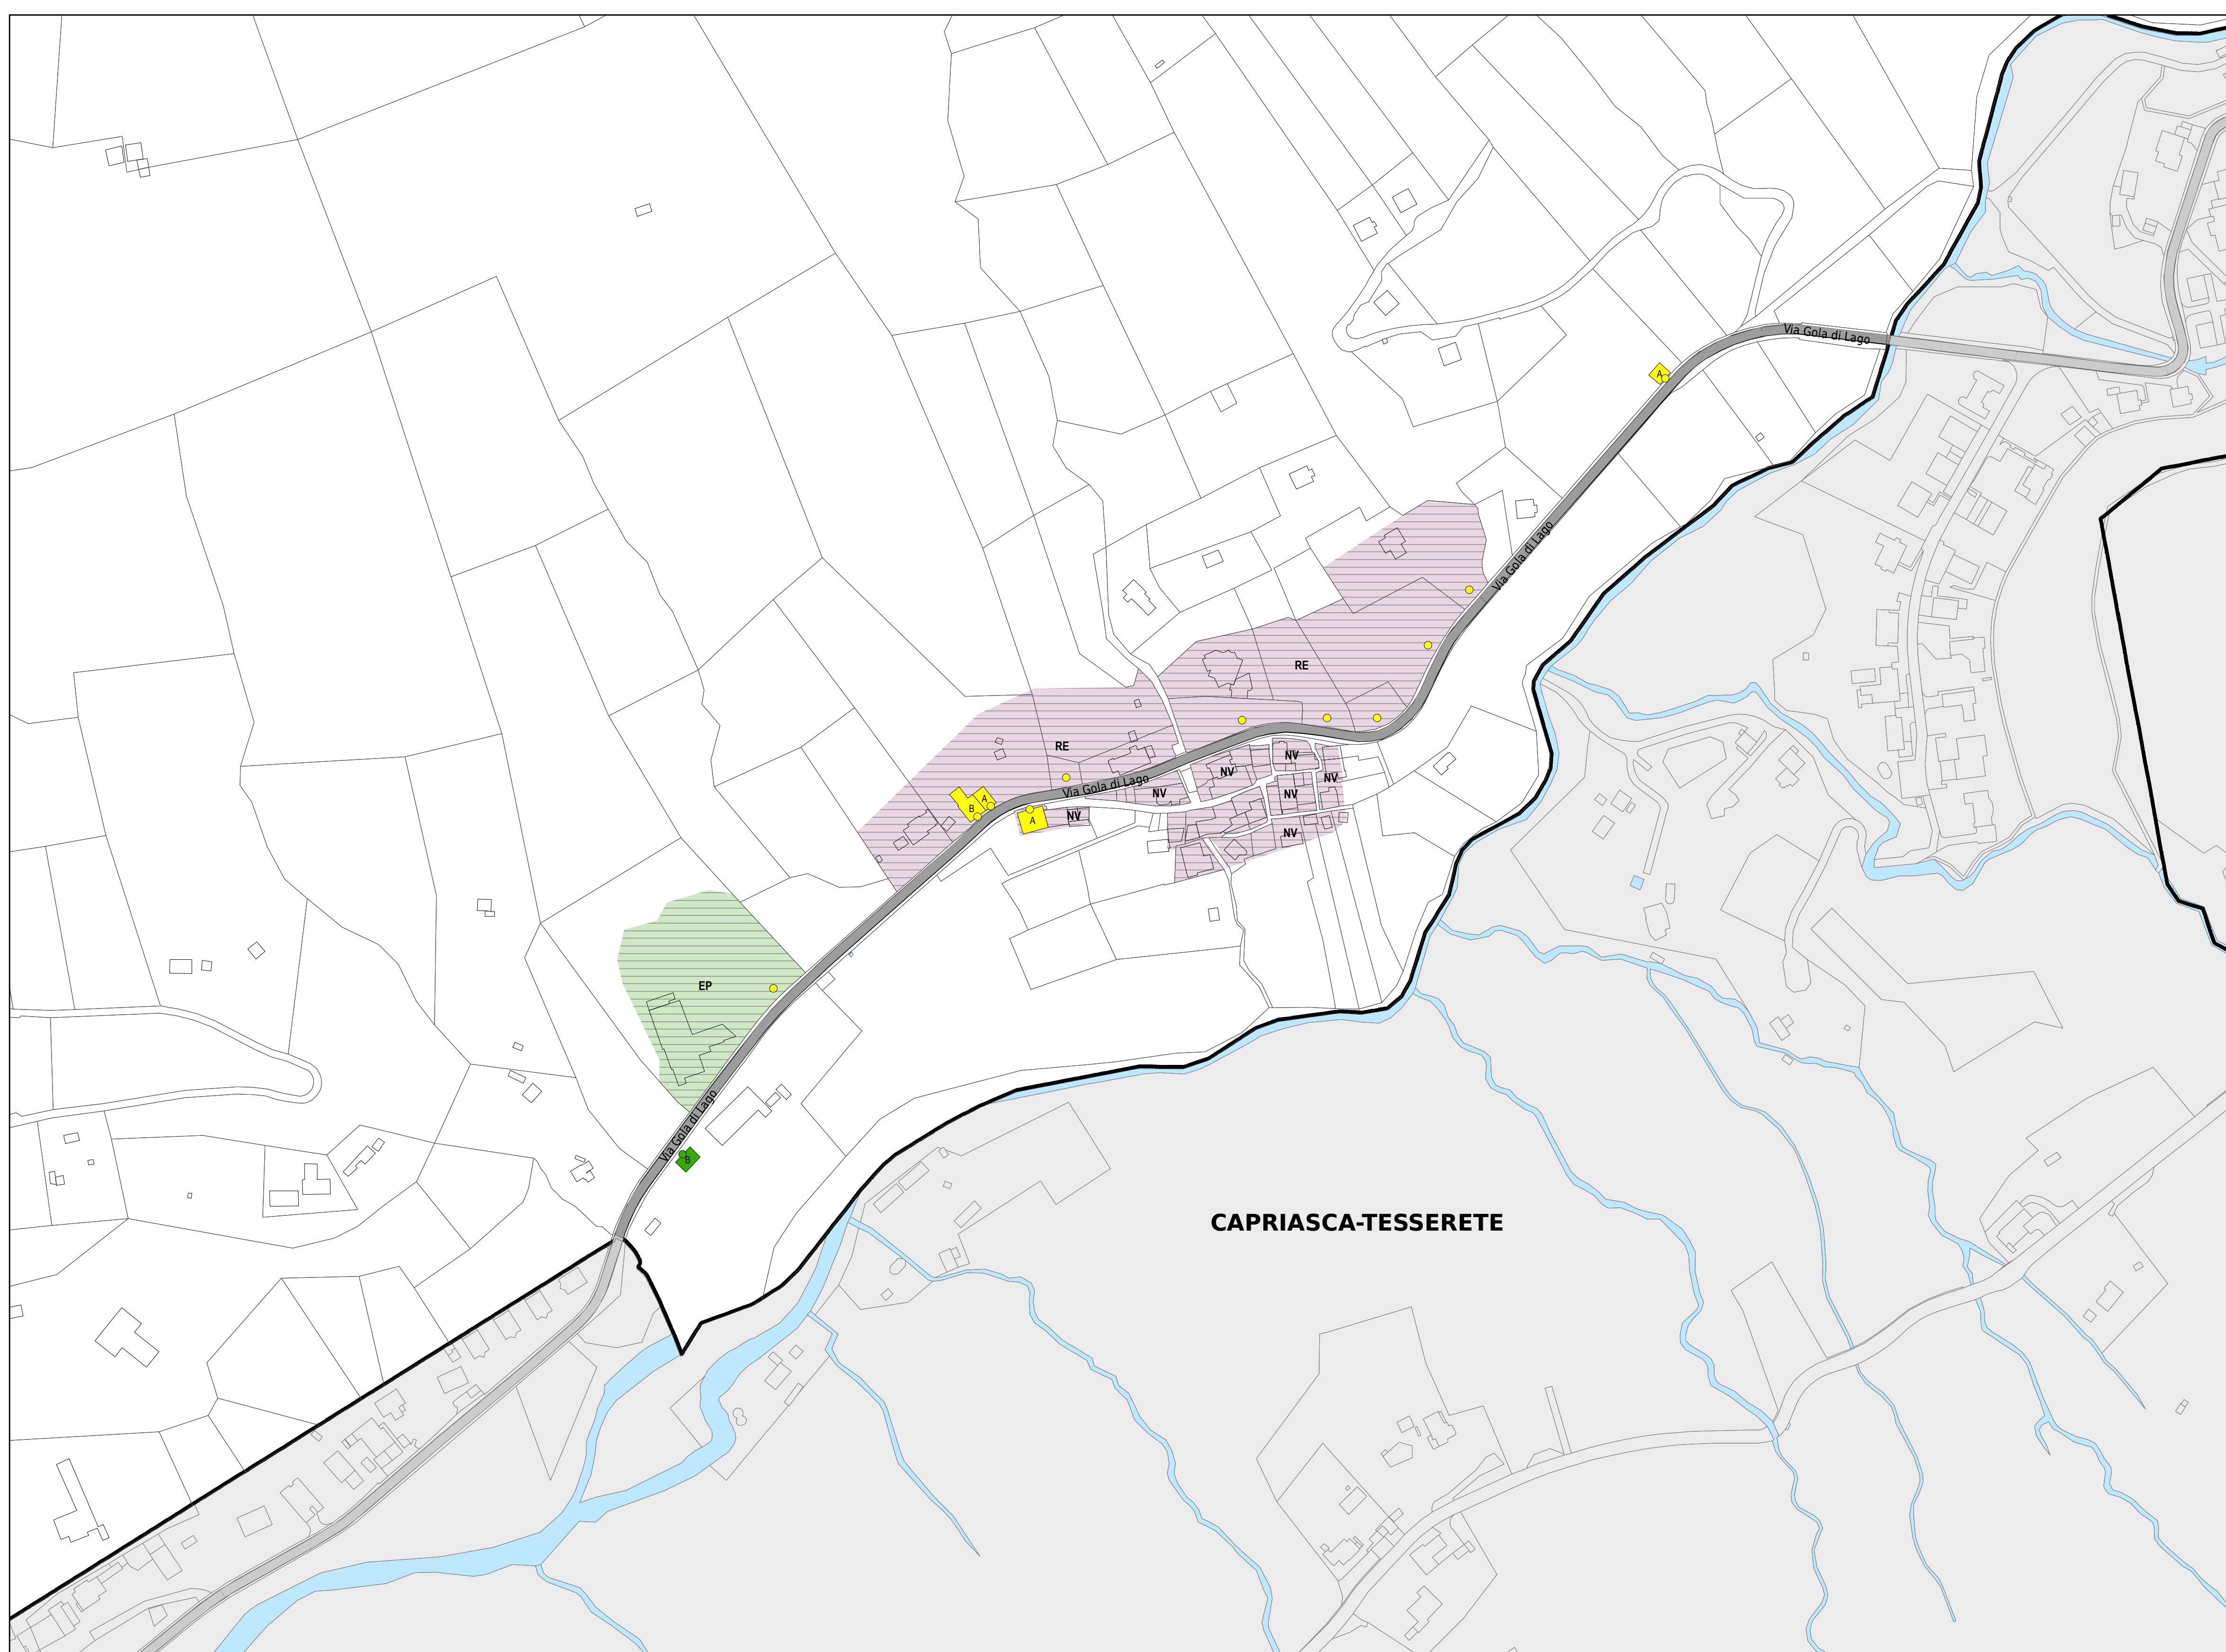 Via Gola di Lago
A
Via Gola di Lago
RE
RE
NV
NV
NV
Via Gola di Lago
NV
NV
A
B
A
NV
NV
EP
Via Gola di Lago
B
CAPRIASCA-TESSERETE